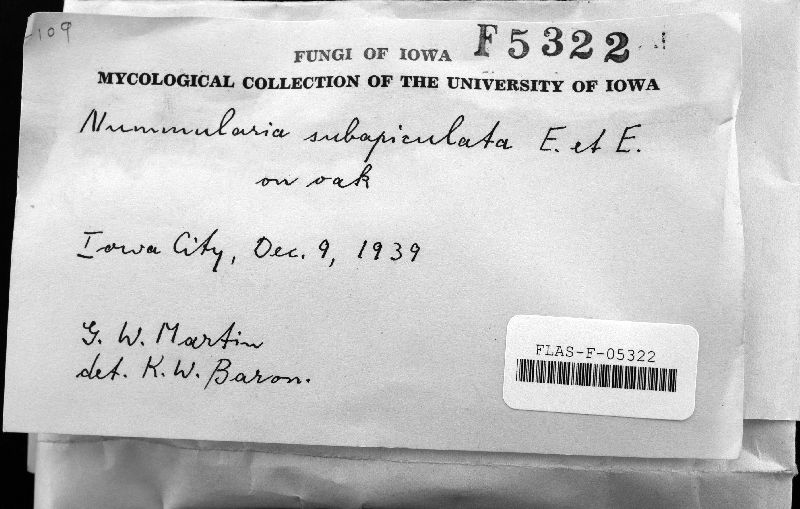 109
FUNGI OF IOWA F5322
MYCOLOGICAL COLLECTION OF THE UNIVERSITY OF IOWA
Nummularia subapiculata E. et E.
on oak
Iowa City, Dec. 9, 1939
G. W. Martin
det. K. W. Baron.
FLAS-F-05322